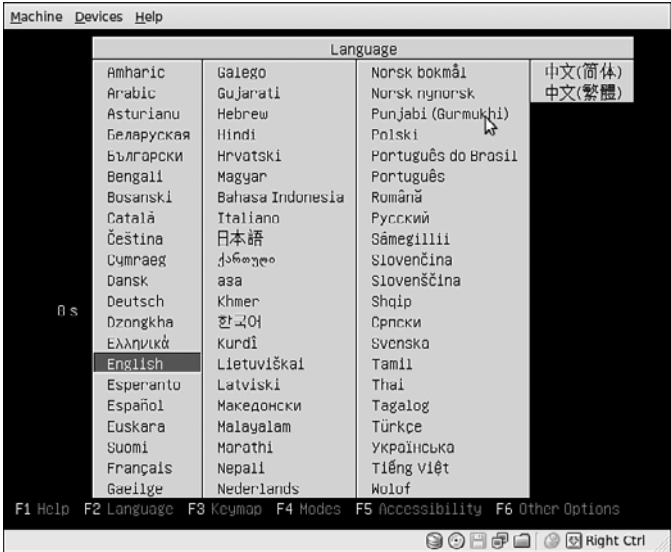 Machine Devices Help
Language
Amharic
Arabic
Asturianu
Беларуская
Български
Bengali
Bosanski
Català
Čeština
Cymraeg
Dansk
Deutsch
Dzongkha
Ελληνικά
English
Esperanto
Español
Euskara
Suomi
Français
Gaeilge
Galego
Gujarati
Hebrew
Hindi
Hrvatski
Magyar
Bahasa Indonesia
Italiano
日本語
ქართული
Khmer
한국어
Kurdî
Lietuviškai
Latviski
Македонски
Malayalam
Marathi
Nepali
Nederlands
Norsk bokmål
Norsk nynorsk
Punjabi (Gurmukhi)
Polski
Português do Brasil
Português
Română
Русский
Sámegillii
Slovenčina
Slovenščina
Shqip
Српски
Svenska
Tamil
Thai
Tagalog
Türkçe
Українська
Tiếng Việt
Wolof
中文(简体)
中文(繁體)
0 s
F1 Help F2 Language F3 Keymap F4 Modes F5 Accessibility F6 Other Options
Right Ctrl